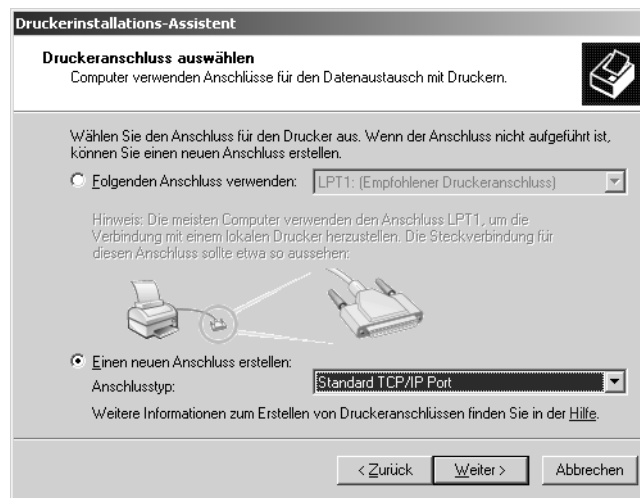 Druckerinstallations-Assistent
Druckeranschluss auswählen
Computer verwenden Anschlüsse für den Datenaustausch mit Druckern.
Wählen Sie den Anschluss für den Drucker aus. Wenn der Anschluss nicht aufgeführt ist,
können Sie einen neuen Anschluss erstellen.
Folgenden Anschluss verwenden: LPT1: (Empfohlener Druckeranschluss)
Hinweis: Die meisten Computer verwenden den Anschluss LPT1, um die
Verbindung mit einem lokalen Drucker herzustellen. Die Steckverbindung für
diesen Anschluss sollte etwa so aussehen:
Einen neuen Anschluss erstellen:
Anschlusstyp: Standard TCP/IP Port
Weitere Informationen zum Erstellen von Druckeranschlüssen finden Sie in der Hilfe.
< Zurück Weiter > Abbrechen